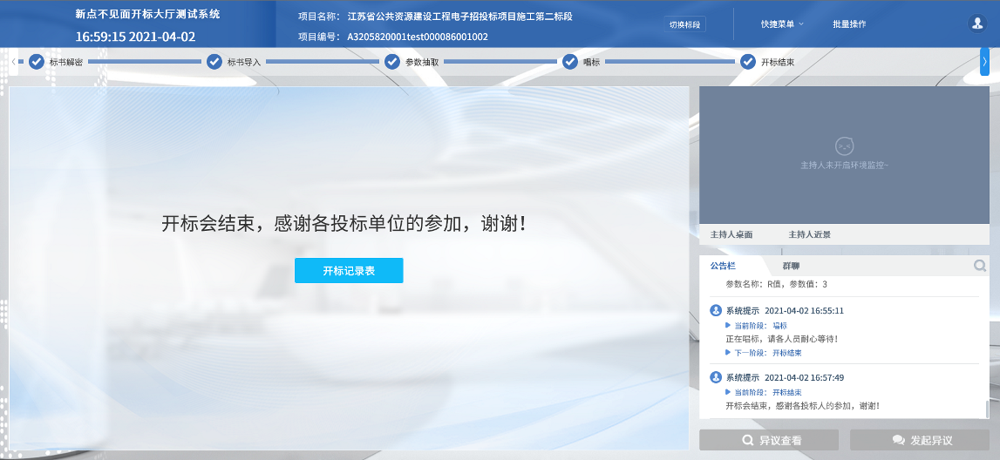 新点不见面开标大厅测试系统
16:59:15 2021-04-02
项目名称： 江苏省公共资源建设工程电子招投标项目施工第二标段
项目编号： A3205820001test000086001002
切换标段
快捷菜单
批量操作
标书解密
标书导入
参数抽取
唱标
开标结束
开标会结束，感谢各投标单位的参加，谢谢！
开标记录表
主持人未开启环境监控~
主持人桌面
主持人近景
公告栏
群聊
参数名称：R值，参数值：3
系统提示 2021-04-02 16:55:11
当前阶段： 唱标
正在唱标，请各人员耐心等待！
下一阶段： 开标结束
系统提示 2021-04-02 16:57:49
当前阶段： 开标结束
开标会结束，感谢各投标人的参加，谢谢！
异议查看
发起异议